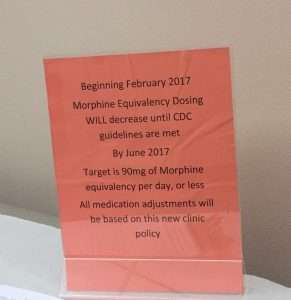 Beginning February 2017
Morphine Equivalency Dosing
WILL decrease until CDC
guidelines are met
By June 2017
Target is 90mg of Morphine
equivalency per day, or less
All medication adjustments will
be based on this new clinic
policy